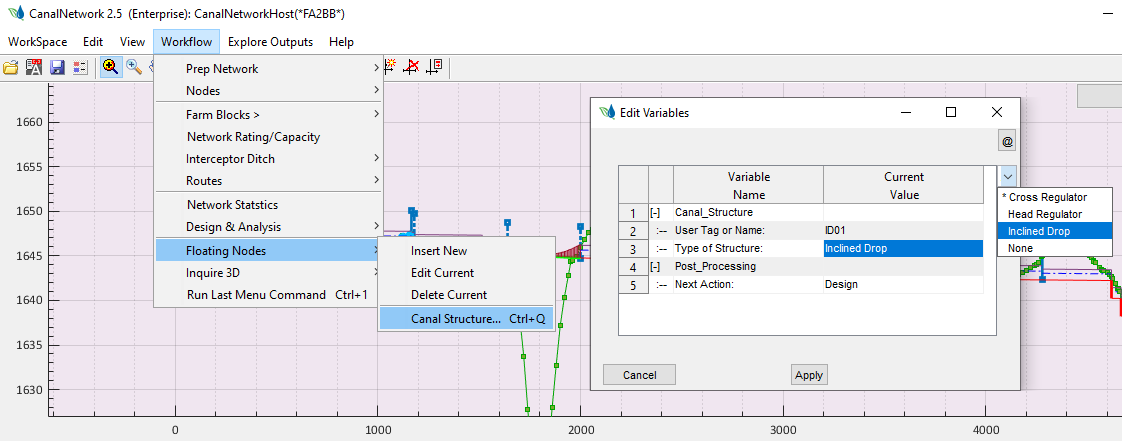 CanalNetwork 2.5 (Enterprise): CanalNetworkHost(*FA2BB*)
WorkSpace Edit View Workflow Explore Outputs Help
Prep Network
Nodes
Farm Blocks >
Network Rating/Capacity
Interceptor Ditch
Routes
Network Statistics
Design & Analysis
Floating Nodes
Inquire 3D
Run Last Menu Command Ctrl+1
Insert New
Edit Current
Delete Current
Canal Structure... Ctrl+Q
Edit Variables
@
Variable Name Current Value
1 [-] Canal_Structure
2 :-- User Tag or Name: ID01
3 :-- Type of Structure: Inclined Drop
4 [-] Post_Processing
5 :-- Next Action: Design
* Cross Regulator
Head Regulator
Inclined Drop
None
Cancel Apply
1660
1655
1650
1645
1640
1635
1630
0 1000 2000 3000 4000